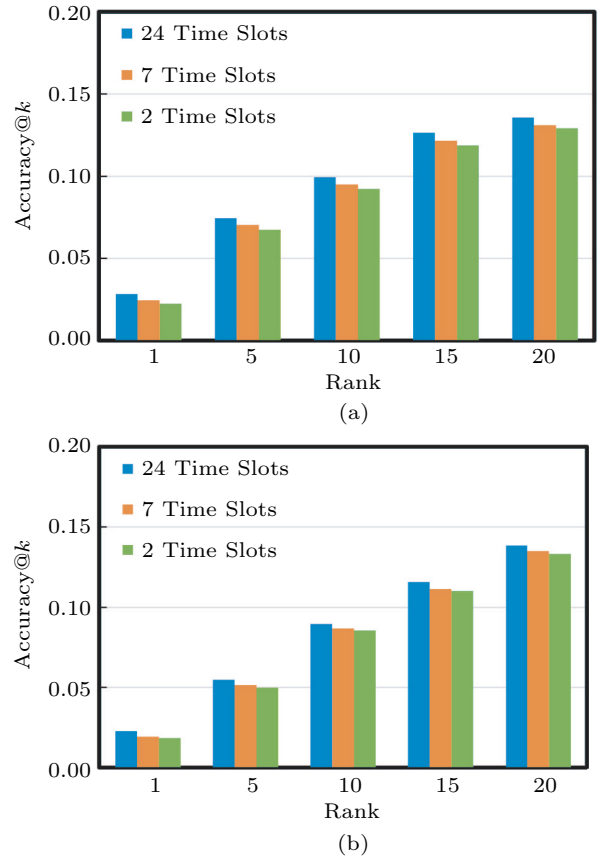 0.20
24 Time Slots
7 Time Slots
0.15
2 Time Slots
Accuracy@k
0.10
0.05
0.00
1 5 10 15 20
Rank
(a)
0.20
24 Time Slots
7 Time Slots
0.15
2 Time Slots
Accuracy@k
0.10
0.05
0.00
1 5 10 15 20
Rank
(b)